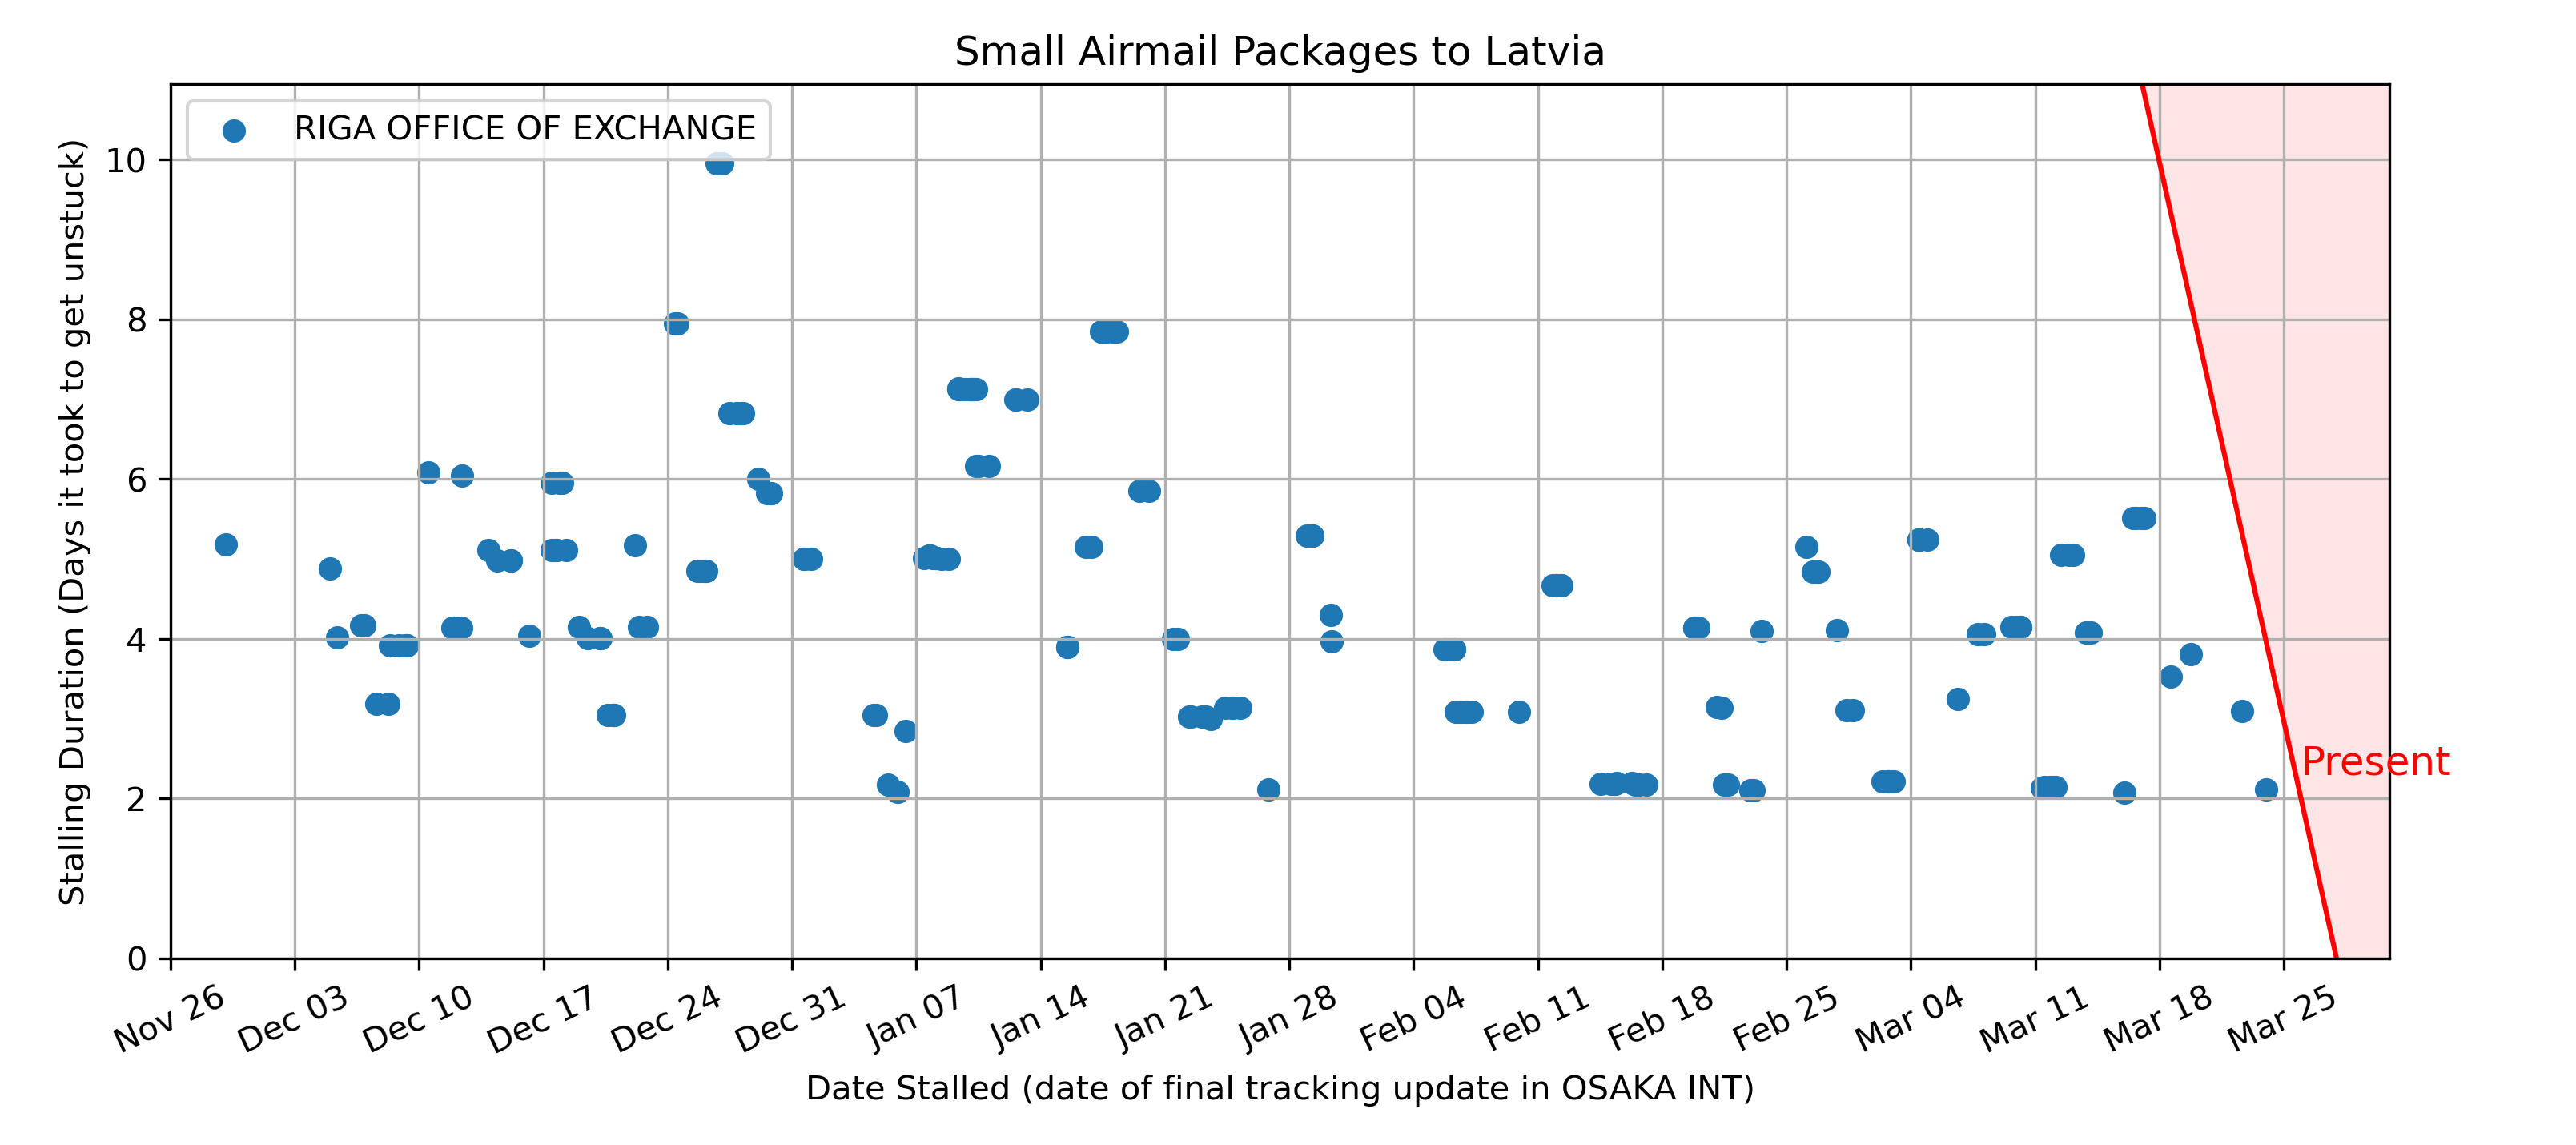 Small Airmail Packages to Latvia
RIGA OFFICE OF EXCHANGE
Stalling Duration (Days it took to get unstuck)
10
8
6
4
2
0
Present
Nov 26
Dec 03
Dec 10
Dec 17
Dec 24
Dec 31
Jan 07
Jan 14
Jan 21
Jan 28
Feb 04
Feb 11
Feb 18
Feb 25
Mar 04
Mar 11
Mar 18
Mar 25
Date Stalled (date of final tracking update in OSAKA INT)